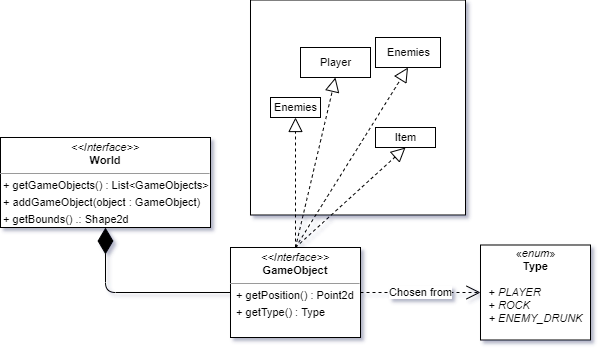 Enemies
Player
Enemies
Item
<<Interface>>
World
+ getGameObjects() : List<GameObjects>
+ addGameObject(object : GameObject)
+ getBounds() .: Shape2d
<<Interface>>
GameObject
+ getPosition() : Point2d
+ getType() : Type
Chosen from
«enum»
Type
+ PLAYER
+ ROCK
+ ENEMY_DRUNK